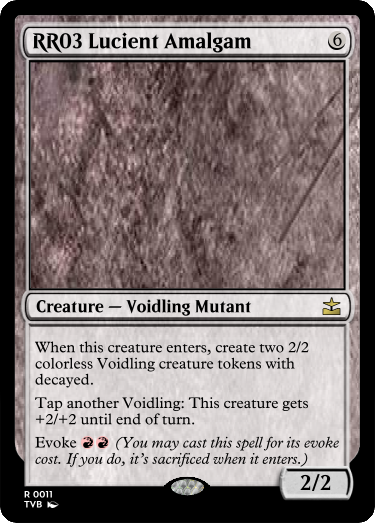 RR03 Lucient Amalgam 6
Creature — Voidling Mutant
When this creature enters, create two 2/2
colorless Voidling creature tokens with
decayed.
Tap another Voidling: This creature gets
+2/+2 until end of turn.
Evoke (You may cast this spell for its evoke
cost. If you do, it's sacrificed when it enters.)
2/2
R 0011
TVB